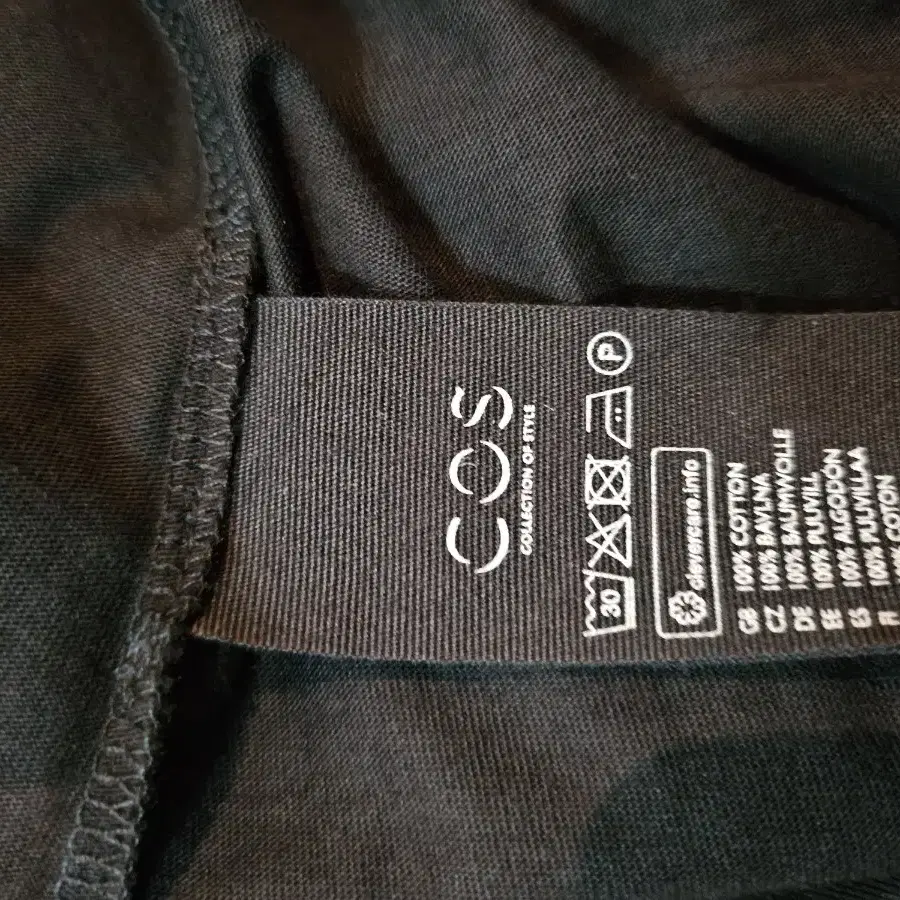 COS
COLLECTION OF STYLE
30
P
clevercare.info
GB 100% COTTON
CZ 100% BAVLNA
DE 100% BAUMWOLLE
EE 100% PUUVILL
ES 100% ALGODÓN
FI 100% PUUVILLA
COTON